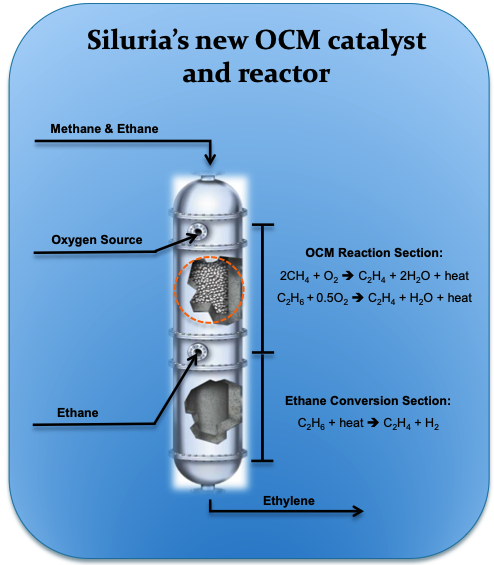 Siluria's new OCM catalyst
and reactor
Methane & Ethane
Oxygen Source
OCM Reaction Section:
2CH₄ + O₂ ➔ C₂H₄ + 2H₂O + heat
C₂H₆ + 0.5O₂ ➔ C₂H₄ + H₂O + heat
Ethane
Ethane Conversion Section:
C₂H₆ + heat ➔ C₂H₄ + H₂
Ethylene